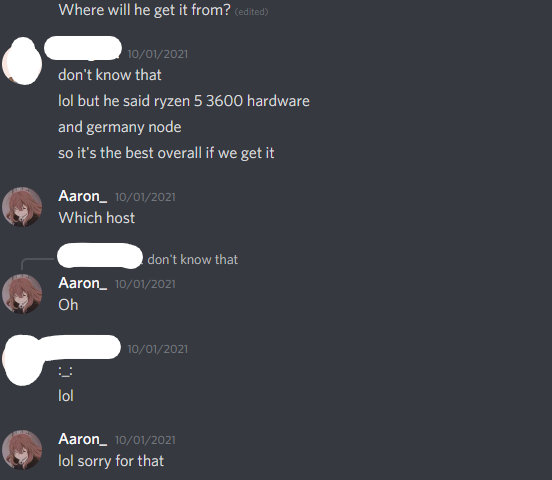 Where will he get it from? (edited)
10/01/2021
don't know that
lol but he said ryzen 5 3600 hardware
and germany node
so it's the best overall if we get it
Aaron_ 10/01/2021
Which host
don't know that
Aaron_ 10/01/2021
Oh
10/01/2021
:_:
lol
Aaron_ 10/01/2021
lol sorry for that